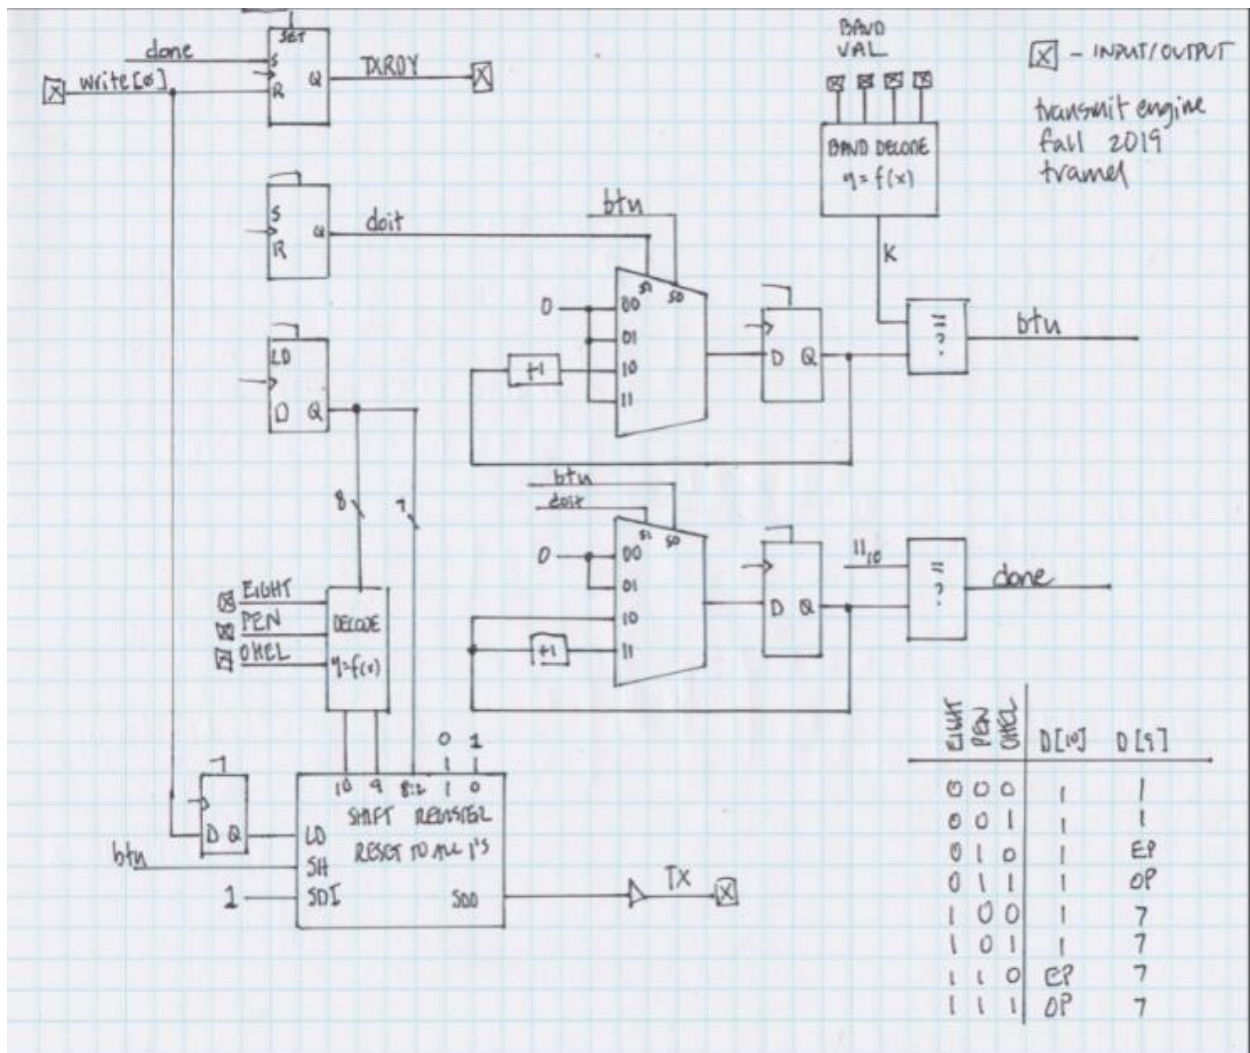 done
write[0]
SET
S
R
Q
TXRDY
BAUD
VAL
BAUD DECODE
y=f(x)
K
- INPUT/OUTPUT
transmit engine
fall 2019
tramel
S
R
Q
doit
btu
S1 S0
0
00
01
10
11
+1
D Q
=
?
btu
LD
D Q
8
7
btu
doit
S1 S0
0
00
01
10
11
+1
D Q
11₁₀
=
?
done
EIGHT
PEN
OHEL
DECODE
y=f(x)
0 1
10 9 8:2 1 0
SHIFT REGISTER
RESET TO ALL 1'S
D Q
LD
btu
SH
1
SDI
SDO
TX
EIGHT PEN OHEL D[10] D[9]
0 0 0 1 1
0 0 1 1 1
0 1 0 1 EP
0 1 1 1 OP
1 0 0 1 7
1 0 1 1 7
1 1 0 EP 7
1 1 1 OP 7